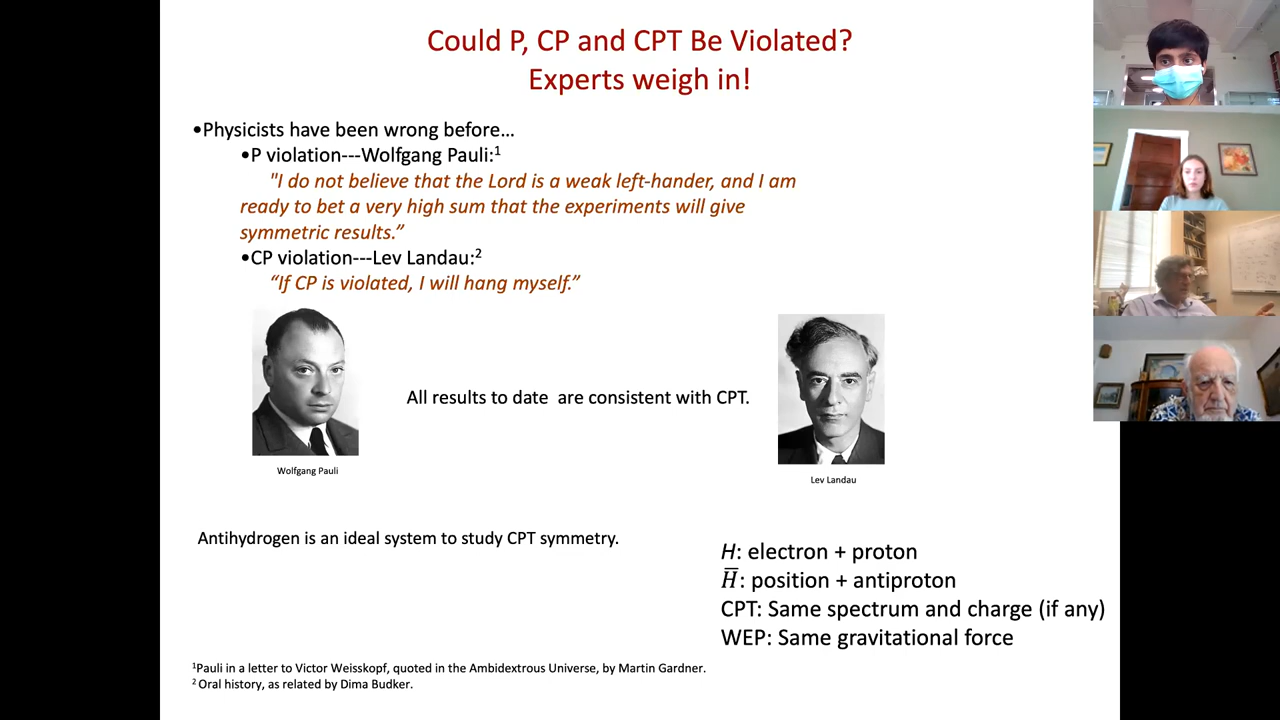 Could P, CP and CPT Be Violated?
Experts weigh in!
•Physicists have been wrong before…
•P violation---Wolfgang Pauli:¹
"I do not believe that the Lord is a weak left-hander, and I am
ready to bet a very high sum that the experiments will give
symmetric results.”
•CP violation---Lev Landau:²
“If CP is violated, I will hang myself.”
All results to date are consistent with CPT.
Wolfgang Pauli
Lev Landau
Antihydrogen is an ideal system to study CPT symmetry.
H: electron + proton
H̅: position + antiproton
CPT: Same spectrum and charge (if any)
WEP: Same gravitational force
¹Pauli in a letter to Victor Weisskopf, quoted in the Ambidextrous Universe, by Martin Gardner.
² Oral history, as related by Dima Budker.